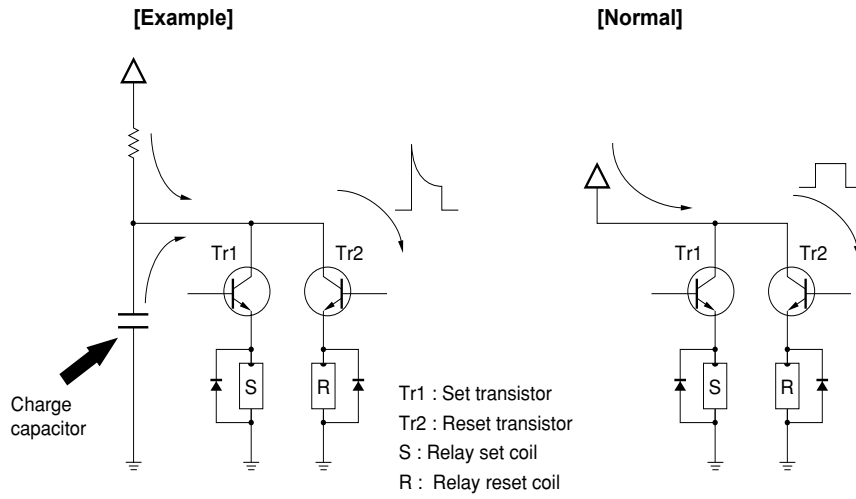 [Example]
[Normal]
Tr1
Tr2
Tr1
Tr2
S
R
S
R
Charge
capacitor
Tr1 : Set transistor
Tr2 : Reset transistor
S : Relay set coil
R : Relay reset coil